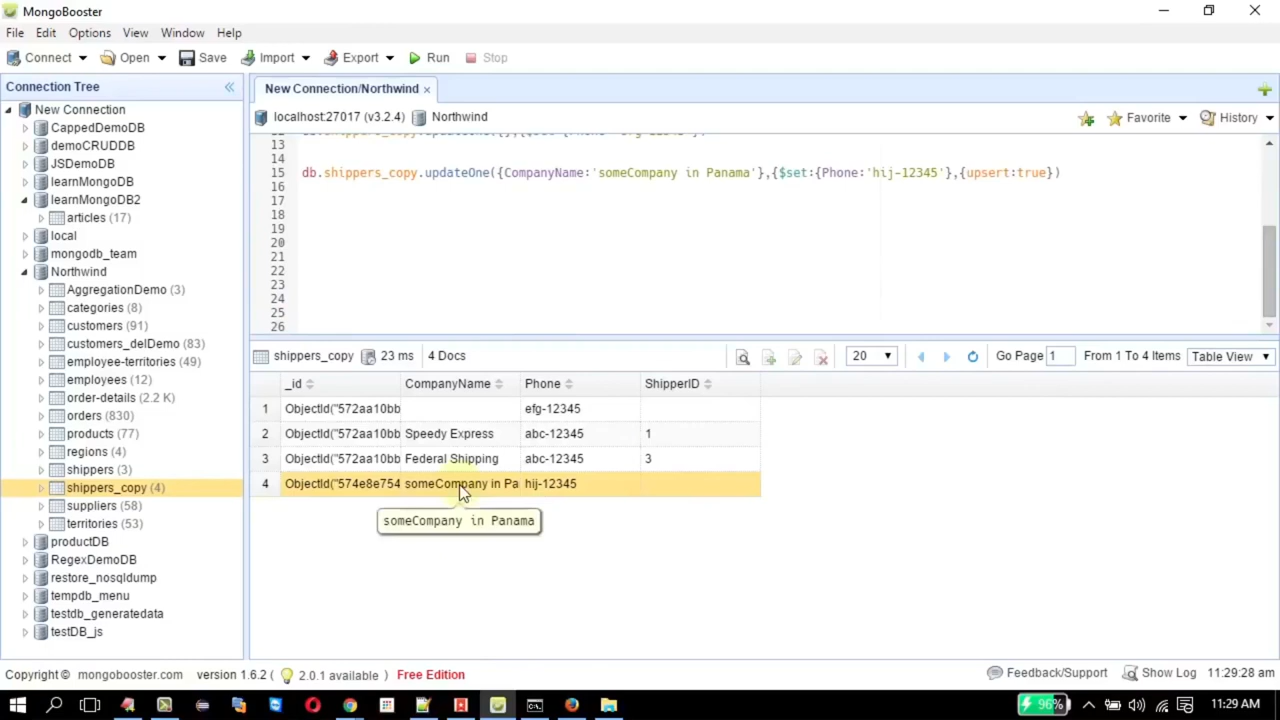 MongoBooster
File Edit Options View Window Help
Connect Open Save Import Export Run Stop
Connection Tree
New Connection/Northwind ×
New Connection
localhost:27017 (v3.2.4) Northwind Favorite History
CappedDemoDB
demoCRUDDB
JSDemoDB
learnMongoDB
learnMongoDB2
articles (17)
local
mongodb_team
Northwind
AggregationDemo (3)
categories (8)
customers (91)
customers_delDemo (83)
employee-territories (49)
employees (12)
order-details (2.2 K)
orders (830)
products (77)
regions (4)
shippers (3)
shippers_copy (4)
suppliers (58)
territories (53)
productDB
RegexDemoDB
restore_nosqldump
tempdb_menu
testdb_generatedata
testDB_js
13
14
15 db.shippers_copy.updateOne({CompanyName:'someCompany in Panama'},{$set:{Phone:'hij-12345'},{upsert:true})
16
17
18
19
20
21
22
23
24
25
26
shippers_copy 23 ms 4 Docs 20 Go Page 1 From 1 To 4 Items Table View
_id CompanyName Phone ShipperID
1 ObjectId("572aa10bb efg-12345
2 ObjectId("572aa10bb Speedy Express abc-12345 1
3 ObjectId("572aa10bb Federal Shipping abc-12345 3
4 ObjectId("574e8e754 someCompany in Pa hij-12345
someCompany in Panama
Copyright© mongobooster.com version 1.6.2 ( 2.0.1 available ) Free Edition Feedback/Support Show Log 11:29:28 am
96% 11:29 AM